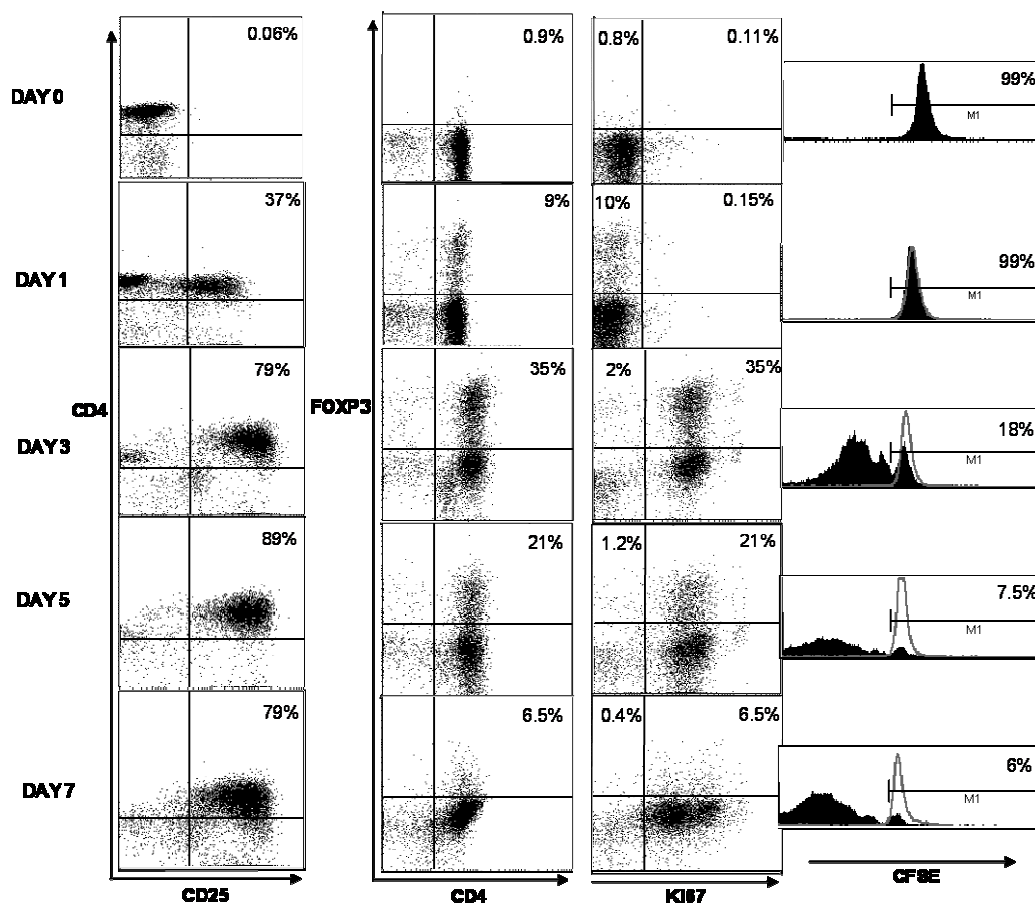 0.06%
0.9%
0.8% 0.11%
99%
DAY 0
M1
37%
9%
10% 0.15%
99%
DAY 1
M1
79%
35%
2% 35%
CD4
FOXP3
18%
DAY 3
M1
89%
21%
1.2% 21%
7.5%
DAY 5
M1
79%
6.5%
0.4% 6.5%
6%
DAY 7
M1
CD25
CD4
KI67
CFSE